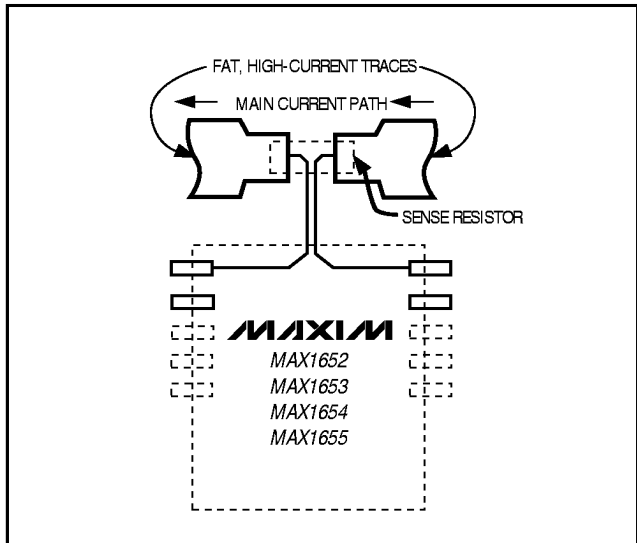 FAT, HIGH-CURRENT TRACES
MAIN CURRENT PATH
SENSE RESISTOR
MAXIM
MAX1652
MAX1653
MAX1654
MAX1655